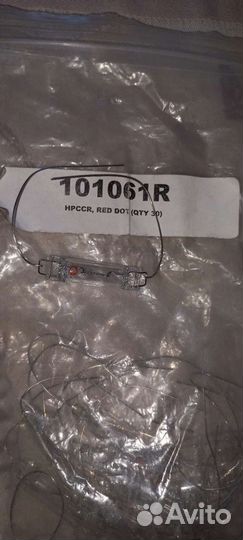 101061R
HPCCR, RED DOT (QTY 30)
Avito